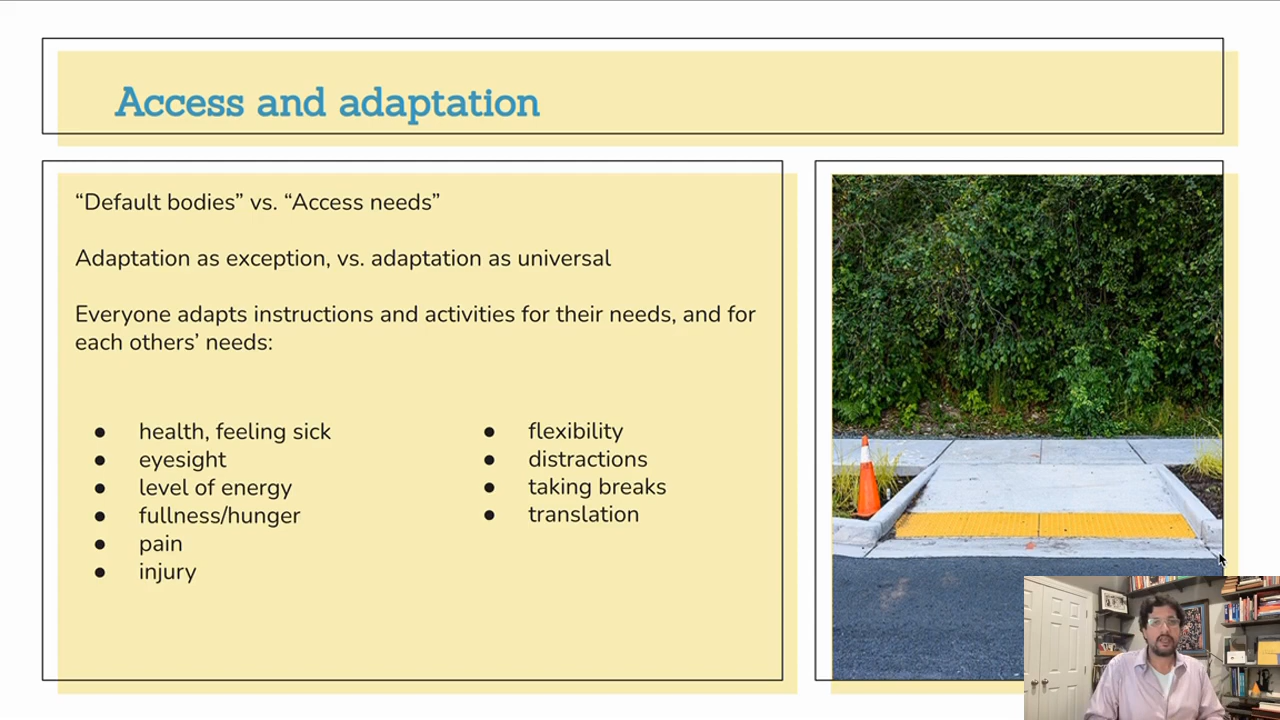 Access and adaptation
“Default bodies” vs. “Access needs”
Adaptation as exception, vs. adaptation as universal
Everyone adapts instructions and activities for their needs, and for
each others’ needs:
● health, feeling sick
● eyesight
● level of energy
● fullness/hunger
● pain
● injury
● flexibility
● distractions
● taking breaks
● translation